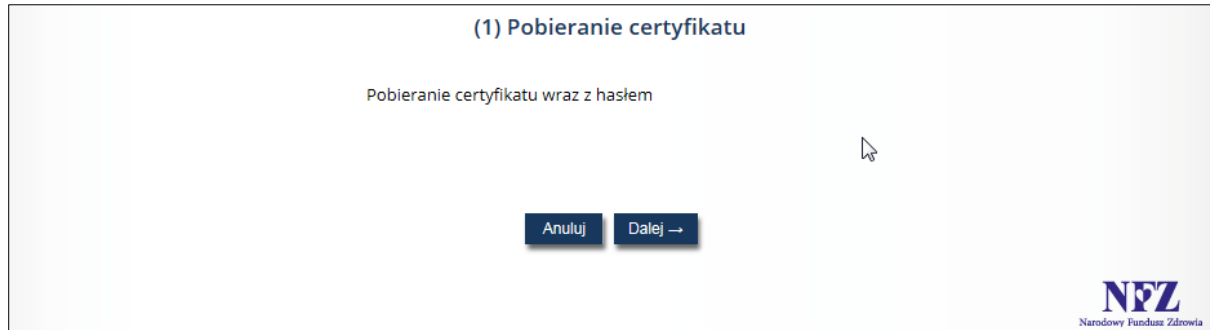 (1) Pobieranie certyfikatu
Pobieranie certyfikatu wraz z hasłem
Anuluj
Dalej →
NFZ
Narodowy Fundusz Zdrowia